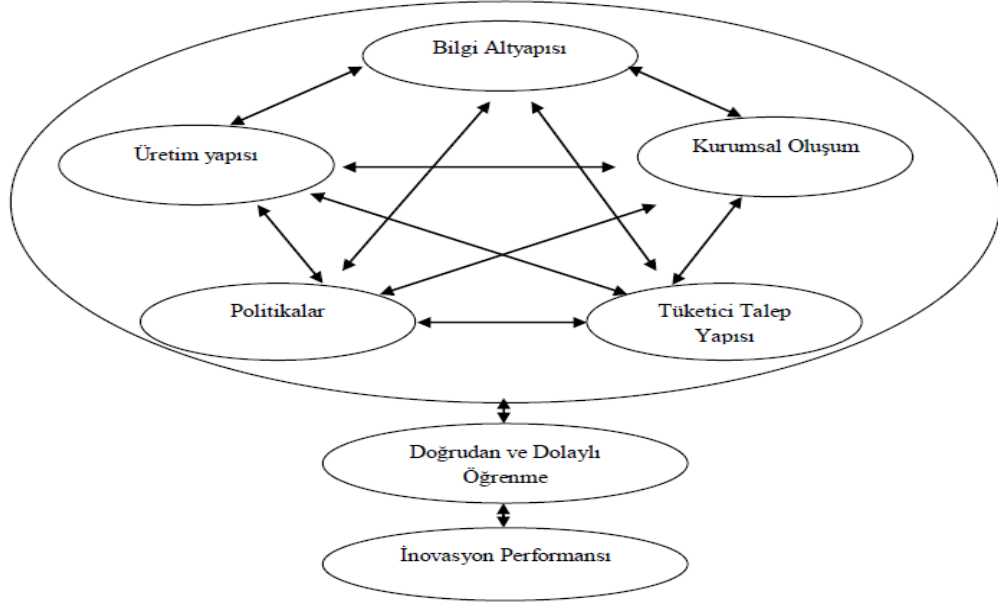 Bilgi Altyapısı
Üretim yapısı
Kurumsal Oluşum
Politikalar
Tüketici Talep
Yapısı
Doğrudan ve Dolaylı
Öğrenme
İnovasyon Performansı